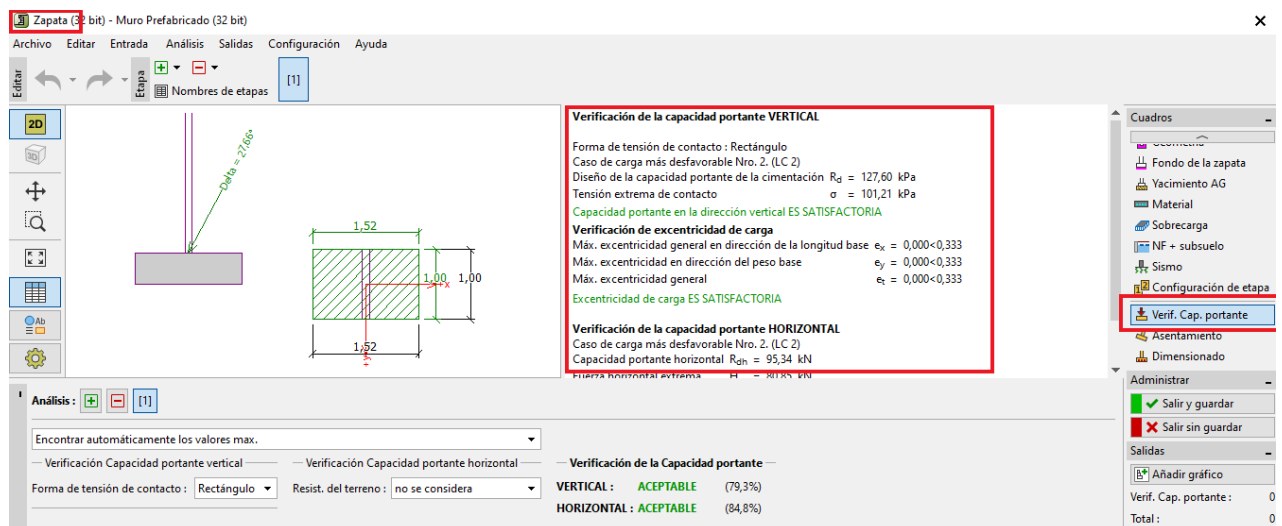 Zapata (32 bit) - Muro Prefabricado (32 bit)
Archivo Editar Entrada Análisis Salidas Configuración Ayuda
Editar
Etapa
Nombres de etapas
[1]
2D
3D
Ab
Delta = 27,66°
1,52
1,00
1,00
+x
1,52
Verificación de la capacidad portante VERTICAL
Forma de tensión de contacto : Rectángulo
Caso de carga más desfavorable Nro. 2. (LC 2)
Diseño de la capacidad portante de la cimentación Rd = 127,60 kPa
Tensión extrema de contacto σ = 101,21 kPa
Capacidad portante en la dirección vertical ES SATISFACTORIA
Verificación de excentricidad de carga
Máx. excentricidad general en dirección de la longitud base ex = 0,000<0,333
Máx. excentricidad en dirección del peso base ey = 0,000<0,333
Máx. excentricidad general et = 0,000<0,333
Excentricidad de carga ES SATISFACTORIA
Verificación de la capacidad portante HORIZONTAL
Caso de carga más desfavorable Nro. 2. (LC 2)
Capacidad portante horizontal Rdh = 95,34 kN
Fuerza horizontal extrema H = 80,85 kN
Cuadros
Geometría
Fondo de la zapata
Yacimiento AG
Material
Sobrecarga
NF + subsuelo
Sismo
Configuración de etapa
Verif. Cap. portante
Asentamiento
Dimensionado
Administrar
Salir y guardar
Salir sin guardar
Salidas
Añadir gráfico
Verif. Cap. portante : 0
Total : 0
Análisis : [1]
Encontrar automáticamente los valores max.
Verificación Capacidad portante vertical
Forma de tensión de contacto : Rectángulo
Verificación Capacidad portante horizontal
Resist. del terreno : no se considera
Verificación de la Capacidad portante
VERTICAL : ACEPTABLE (79,3%)
HORIZONTAL : ACEPTABLE (84,8%)